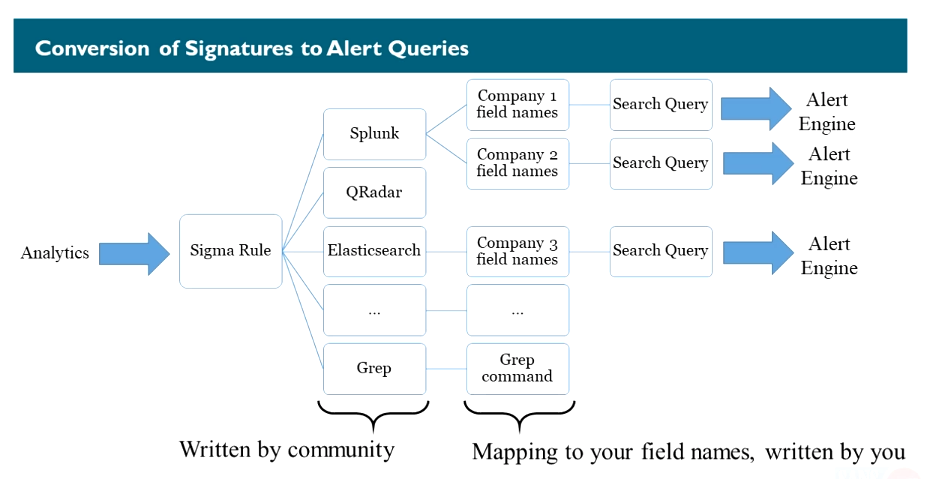 Conversion of Signatures to Alert Queries
Analytics
Sigma Rule
Splunk
QRadar
Elasticsearch
...
Grep
Company 1
field names
Company 2
field names
Company 3
field names
...
Grep
command
Search Query
Search Query
Search Query
Alert
Engine
Alert
Engine
Alert
Engine
Written by community
Mapping to your field names, written by you